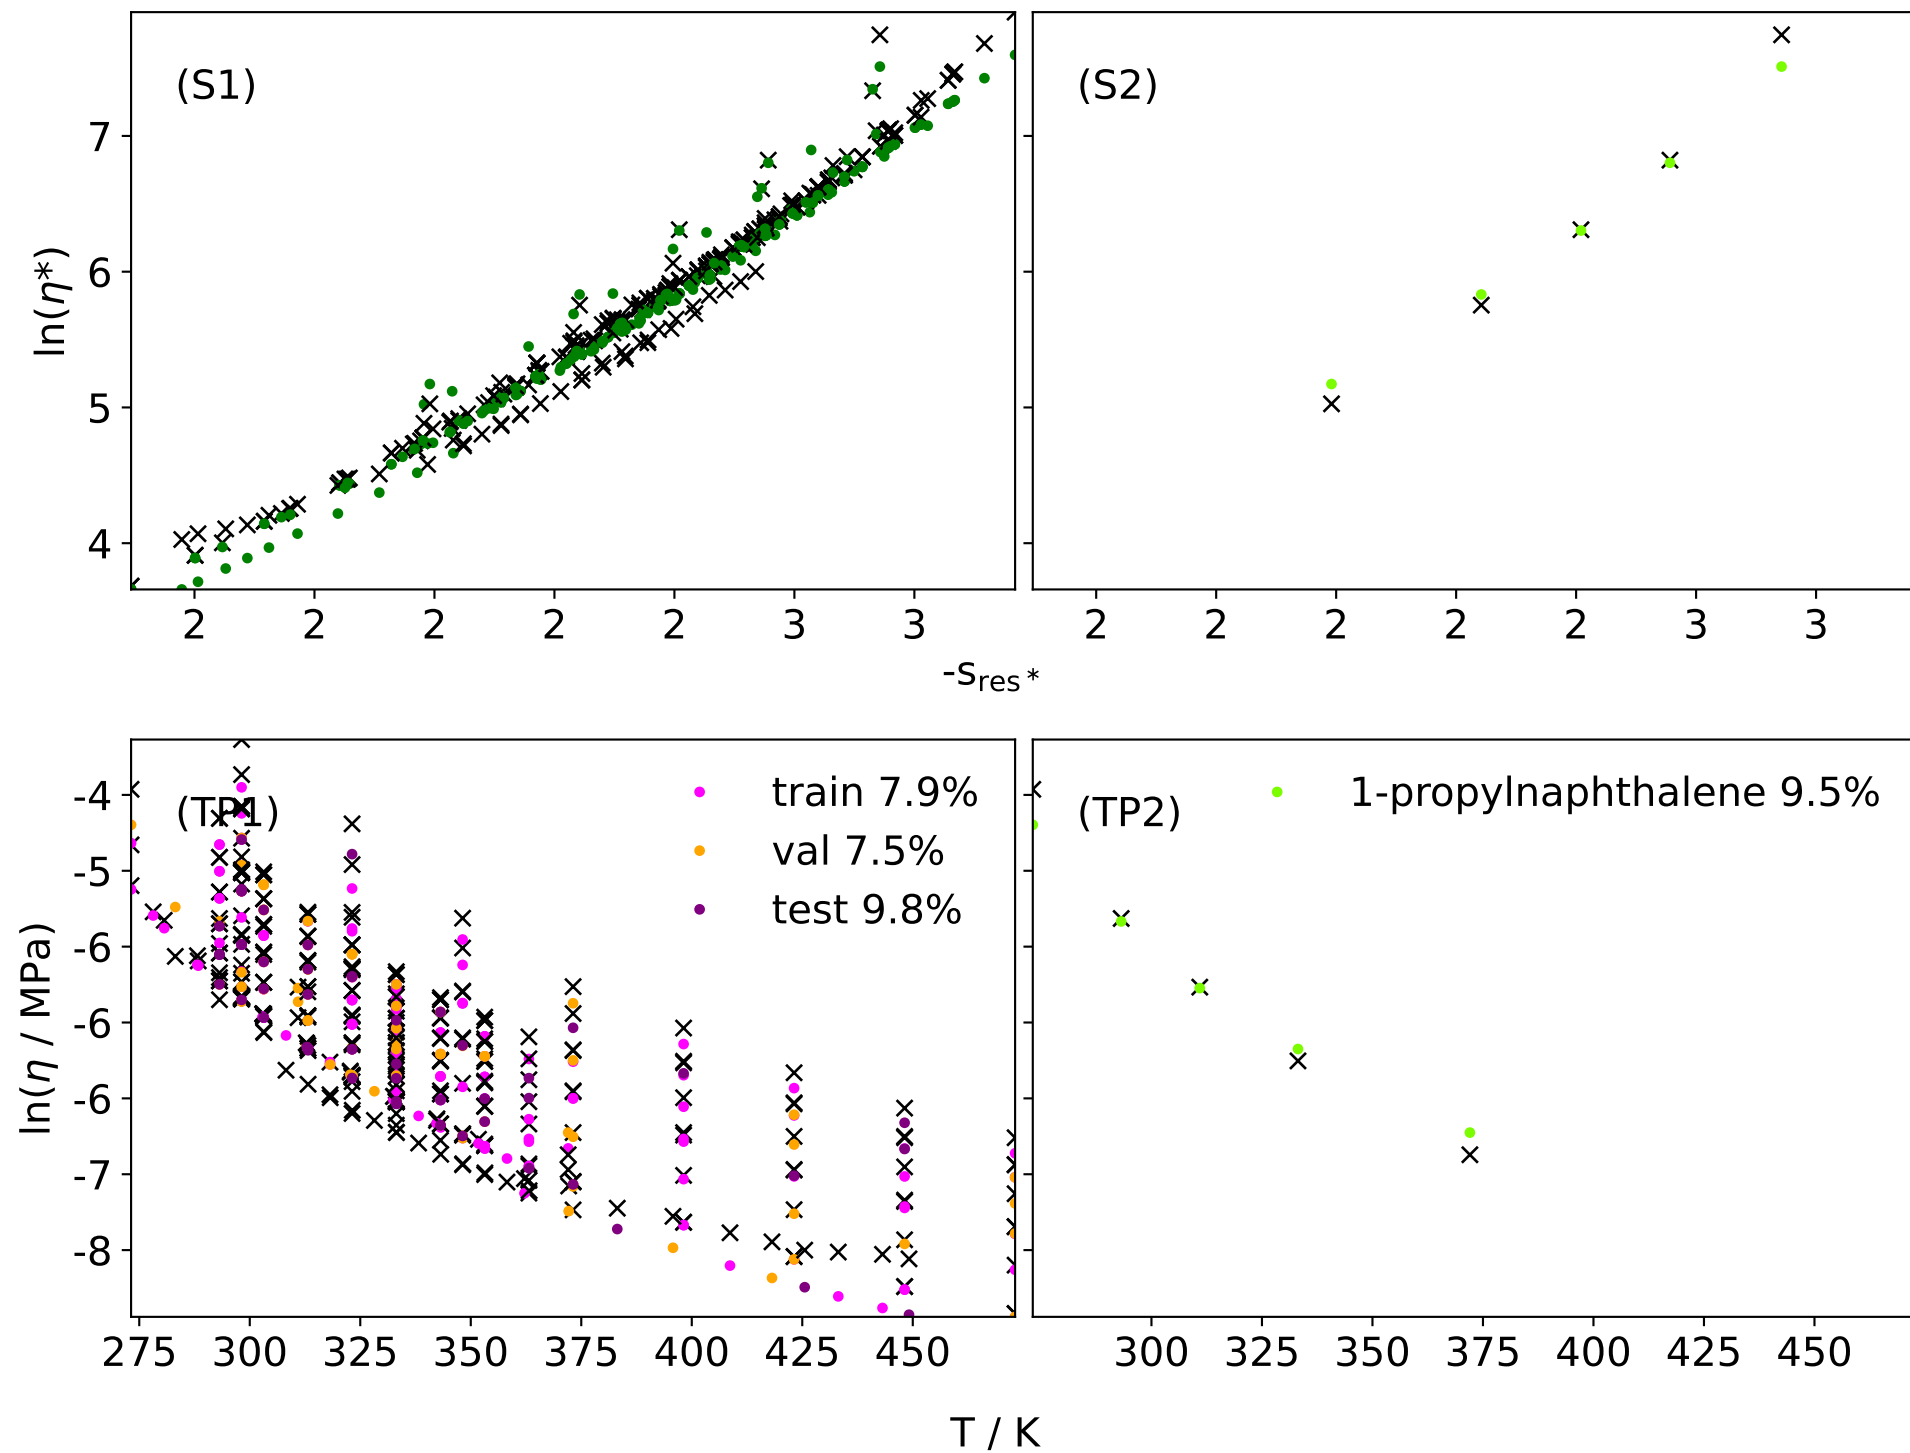 (S1)
(S2)
7
6
5
4
ln(η*)
2 2 2 2 2 3 3
2 2 2 2 2 3 3
-s_res*
(TP1)
train 7.9%
val 7.5%
test 9.8%
(TP2)
1-propylnaphthalene 9.5%
-4
-5
-6
-6
-6
-7
-8
ln(η / MPa)
275 300 325 350 375 400 425 450
300 325 350 375 400 425 450
T / K